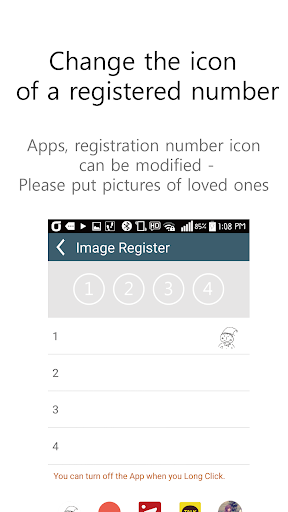 Change the icon
of a registered number
Apps, registration number icon
can be modified -
Please put pictures of loved ones
HD 85% 1:08 PM
Image Register
1 2 3 4
1
2
3
4
You can turn off the App when you Long Click.
TALK